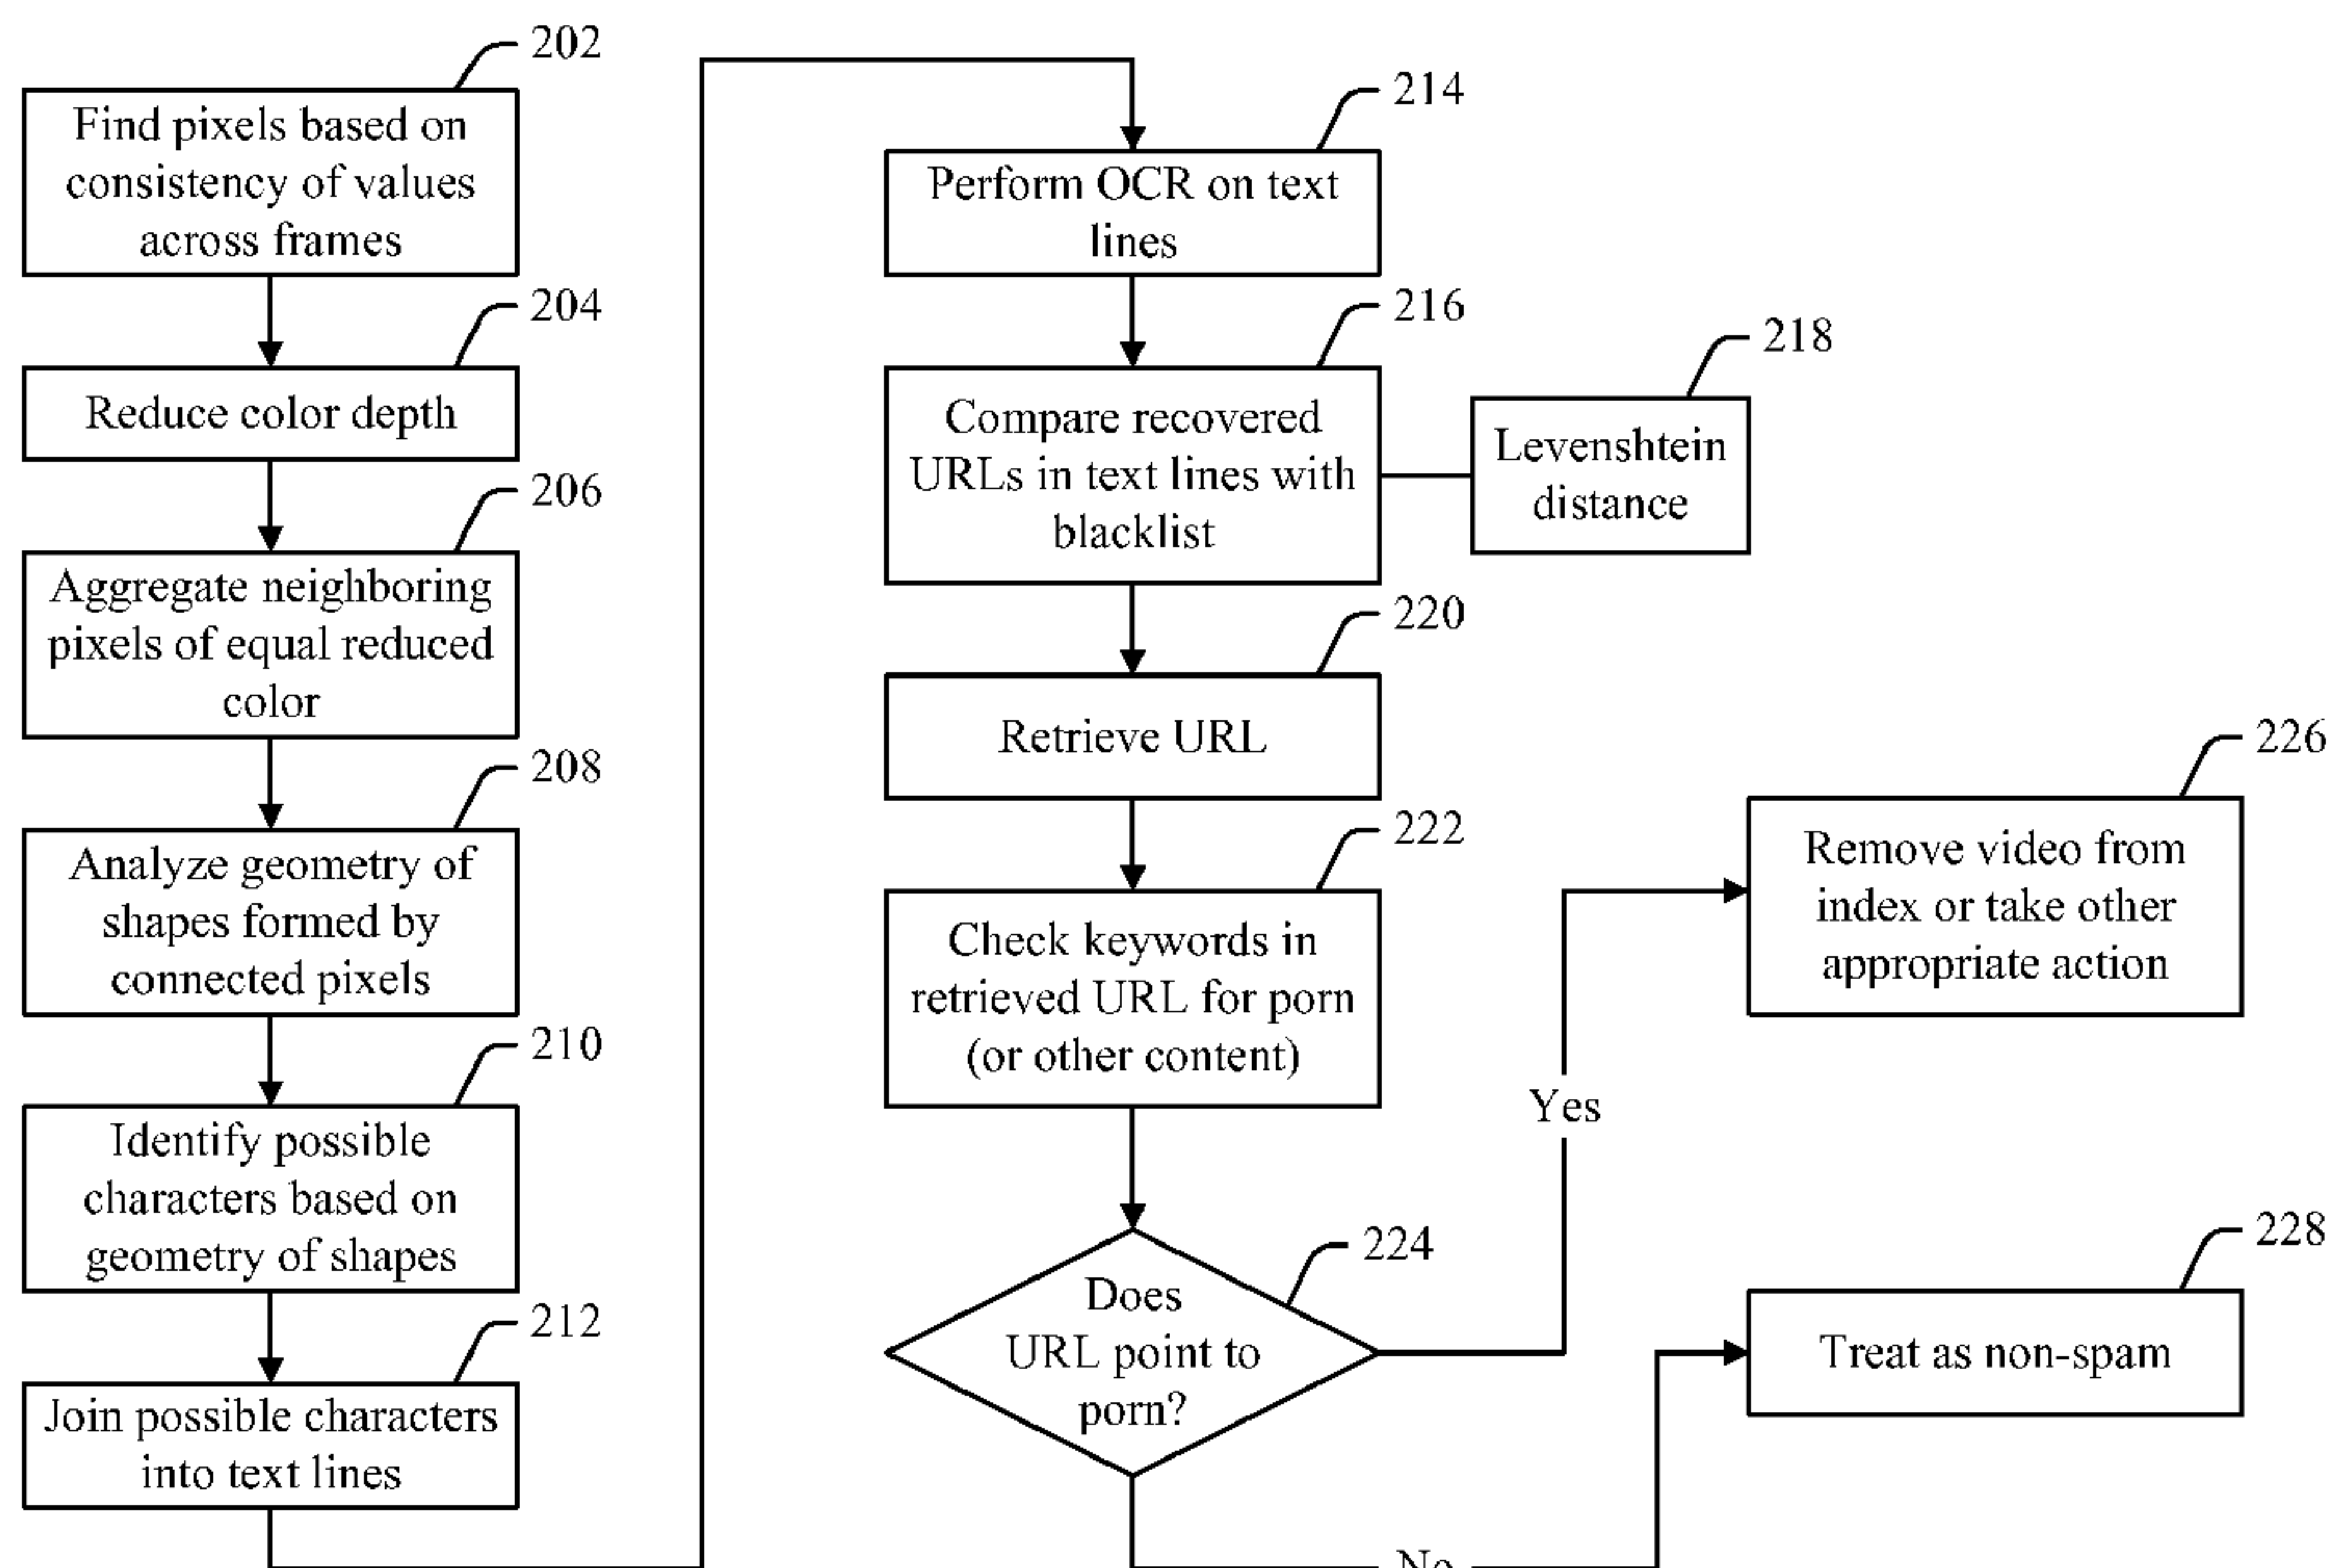 202
Find pixels based on
consistency of values
across frames
204
Reduce color depth
206
Aggregate neighboring
pixels of equal reduced
color
208
Analyze geometry of
shapes formed by
connected pixels
210
Identify possible
characters based on
geometry of shapes
212
Join possible characters
into text lines
214
Perform OCR on text
lines
216
Compare recovered
URLs in text lines with
blacklist
218
Levenshtein
distance
220
Retrieve URL
222
Check keywords in
retrieved URL for porn
(or other content)
224
Does
URL point to
porn?
Yes
No
226
Remove video from
index or take other
appropriate action
228
Treat as non-spam